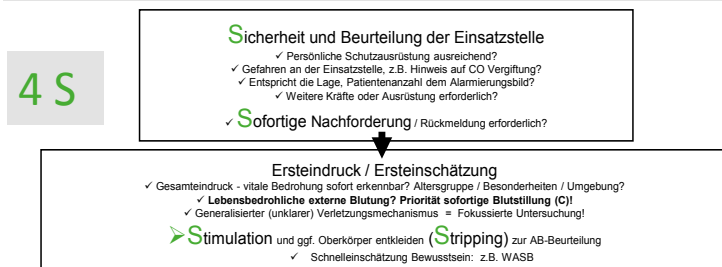 4 S
Sicherheit und Beurteilung der Einsatzstelle
✓ Persönliche Schutzausrüstung ausreichend?
✓ Gefahren an der Einsatzstelle, z.B. Hinweis auf CO Vergiftung?
✓ Entspricht die Lage, Patientenanzahl dem Alarmierungsbild?
✓ Weitere Kräfte oder Ausrüstung erforderlich?
✓ Sofortige Nachforderung / Rückmeldung erforderlich?
Ersteindruck / Ersteinschätzung
✓ Gesamteindruck - vitale Bedrohung sofort erkennbar? Altersgruppe / Besonderheiten / Umgebung?
✓ Lebensbedrohliche externe Blutung? Priorität sofortige Blutstillung (C)!
✓ Generalisierter (unklarer) Verletzungsmechanismus = Fokussierte Untersuchung!
➢ Stimulation und ggf. Oberkörper entkleiden (Stripping) zur AB-Beurteilung
✓ Schnelleinschätzung Bewusstsein: z.B. WASB